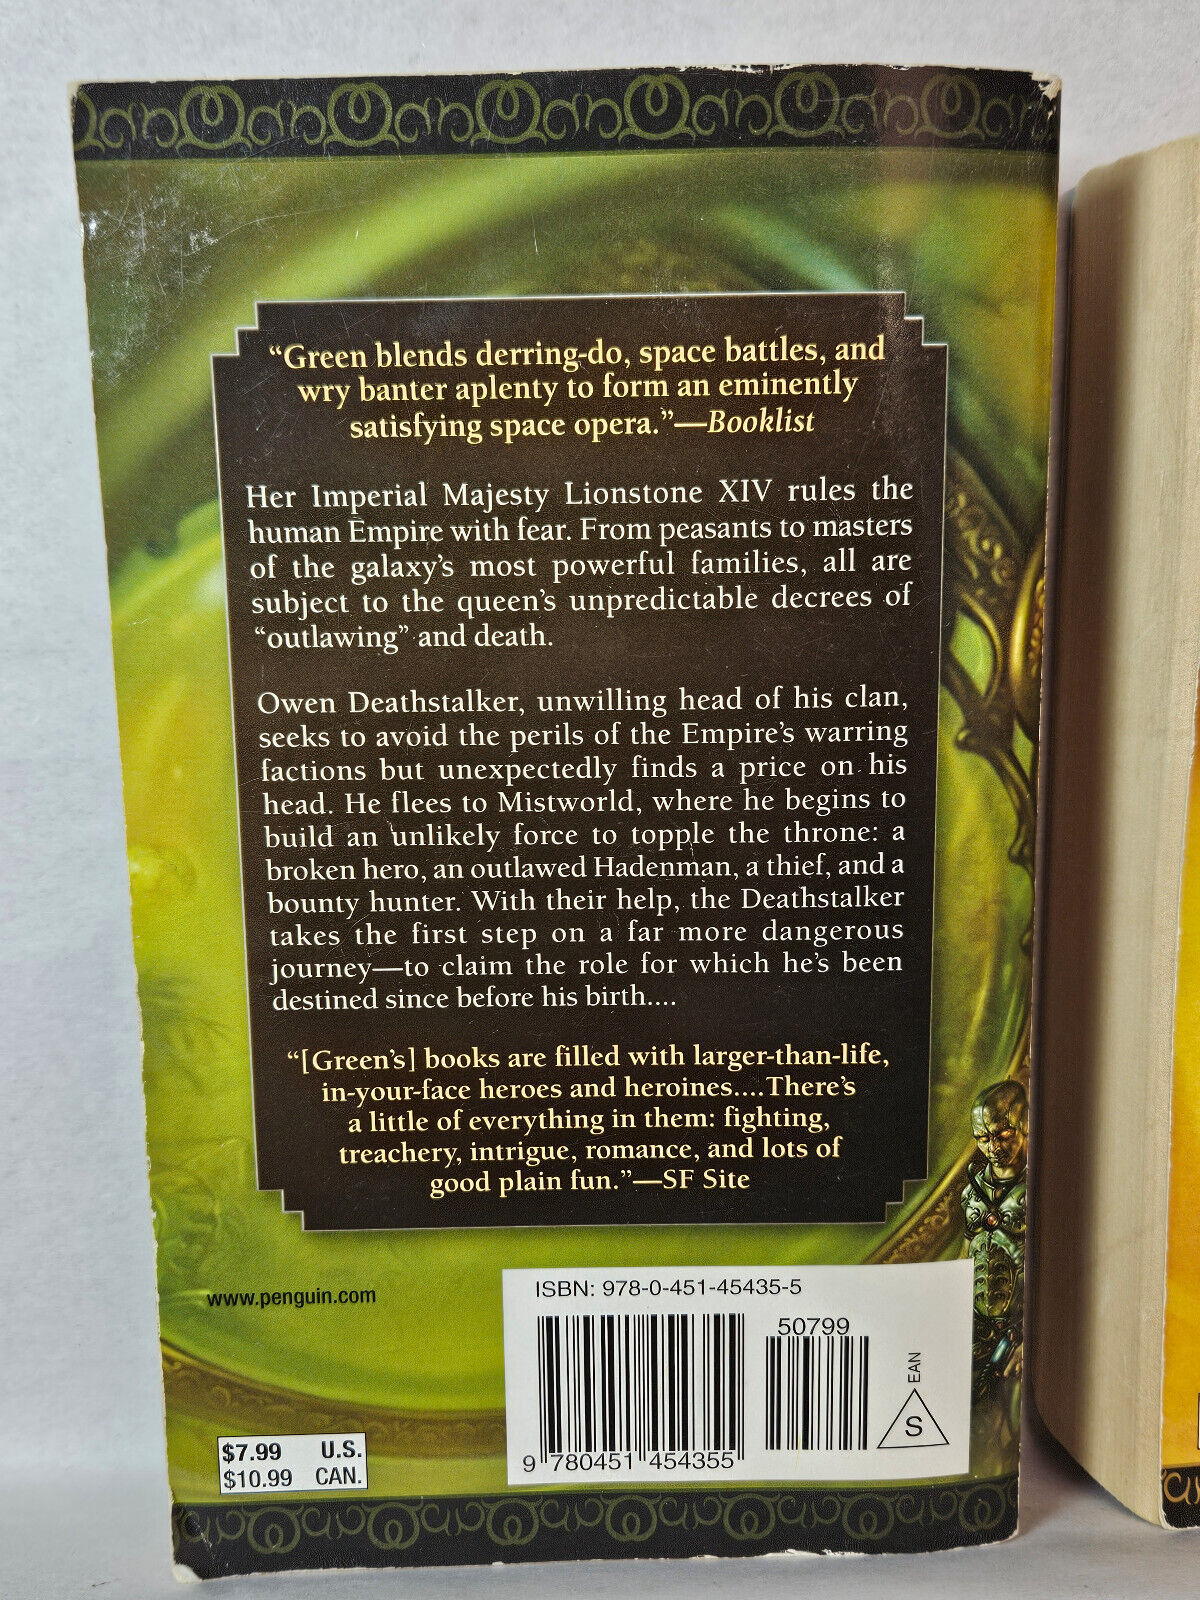 “Green blends derring-do, space battles, and
wry banter aplenty to form an eminently
satisfying space opera.”—Booklist
Her Imperial Majesty Lionstone XIV rules the
human Empire with fear. From peasants to masters
of the galaxy’s most powerful families, all are
subject to the queen’s unpredictable decrees of
“outlawing” and death.
Owen Deathstalker, unwilling head of his clan,
seeks to avoid the perils of the Empire’s warring
factions but unexpectedly finds a price on his
head. He flees to Mistworld, where he begins to
build an unlikely force to topple the throne: a
broken hero, an outlawed Hadenman, a thief, and a
bounty hunter. With their help, the Deathstalker
takes the first step on a far more dangerous
journey—to claim the role for which he’s been
destined since before his birth....
“[Green’s] books are filled with larger-than-life,
in-your-face heroes and heroines....There’s
a little of everything in them: fighting,
treachery, intrigue, romance, and lots of
good plain fun.”—SF Site
www.penguin.com
ISBN: 978-0-451-45435-5
50799
EAN
S
9 780451 454355
$7.99 U.S.
$10.99 CAN.